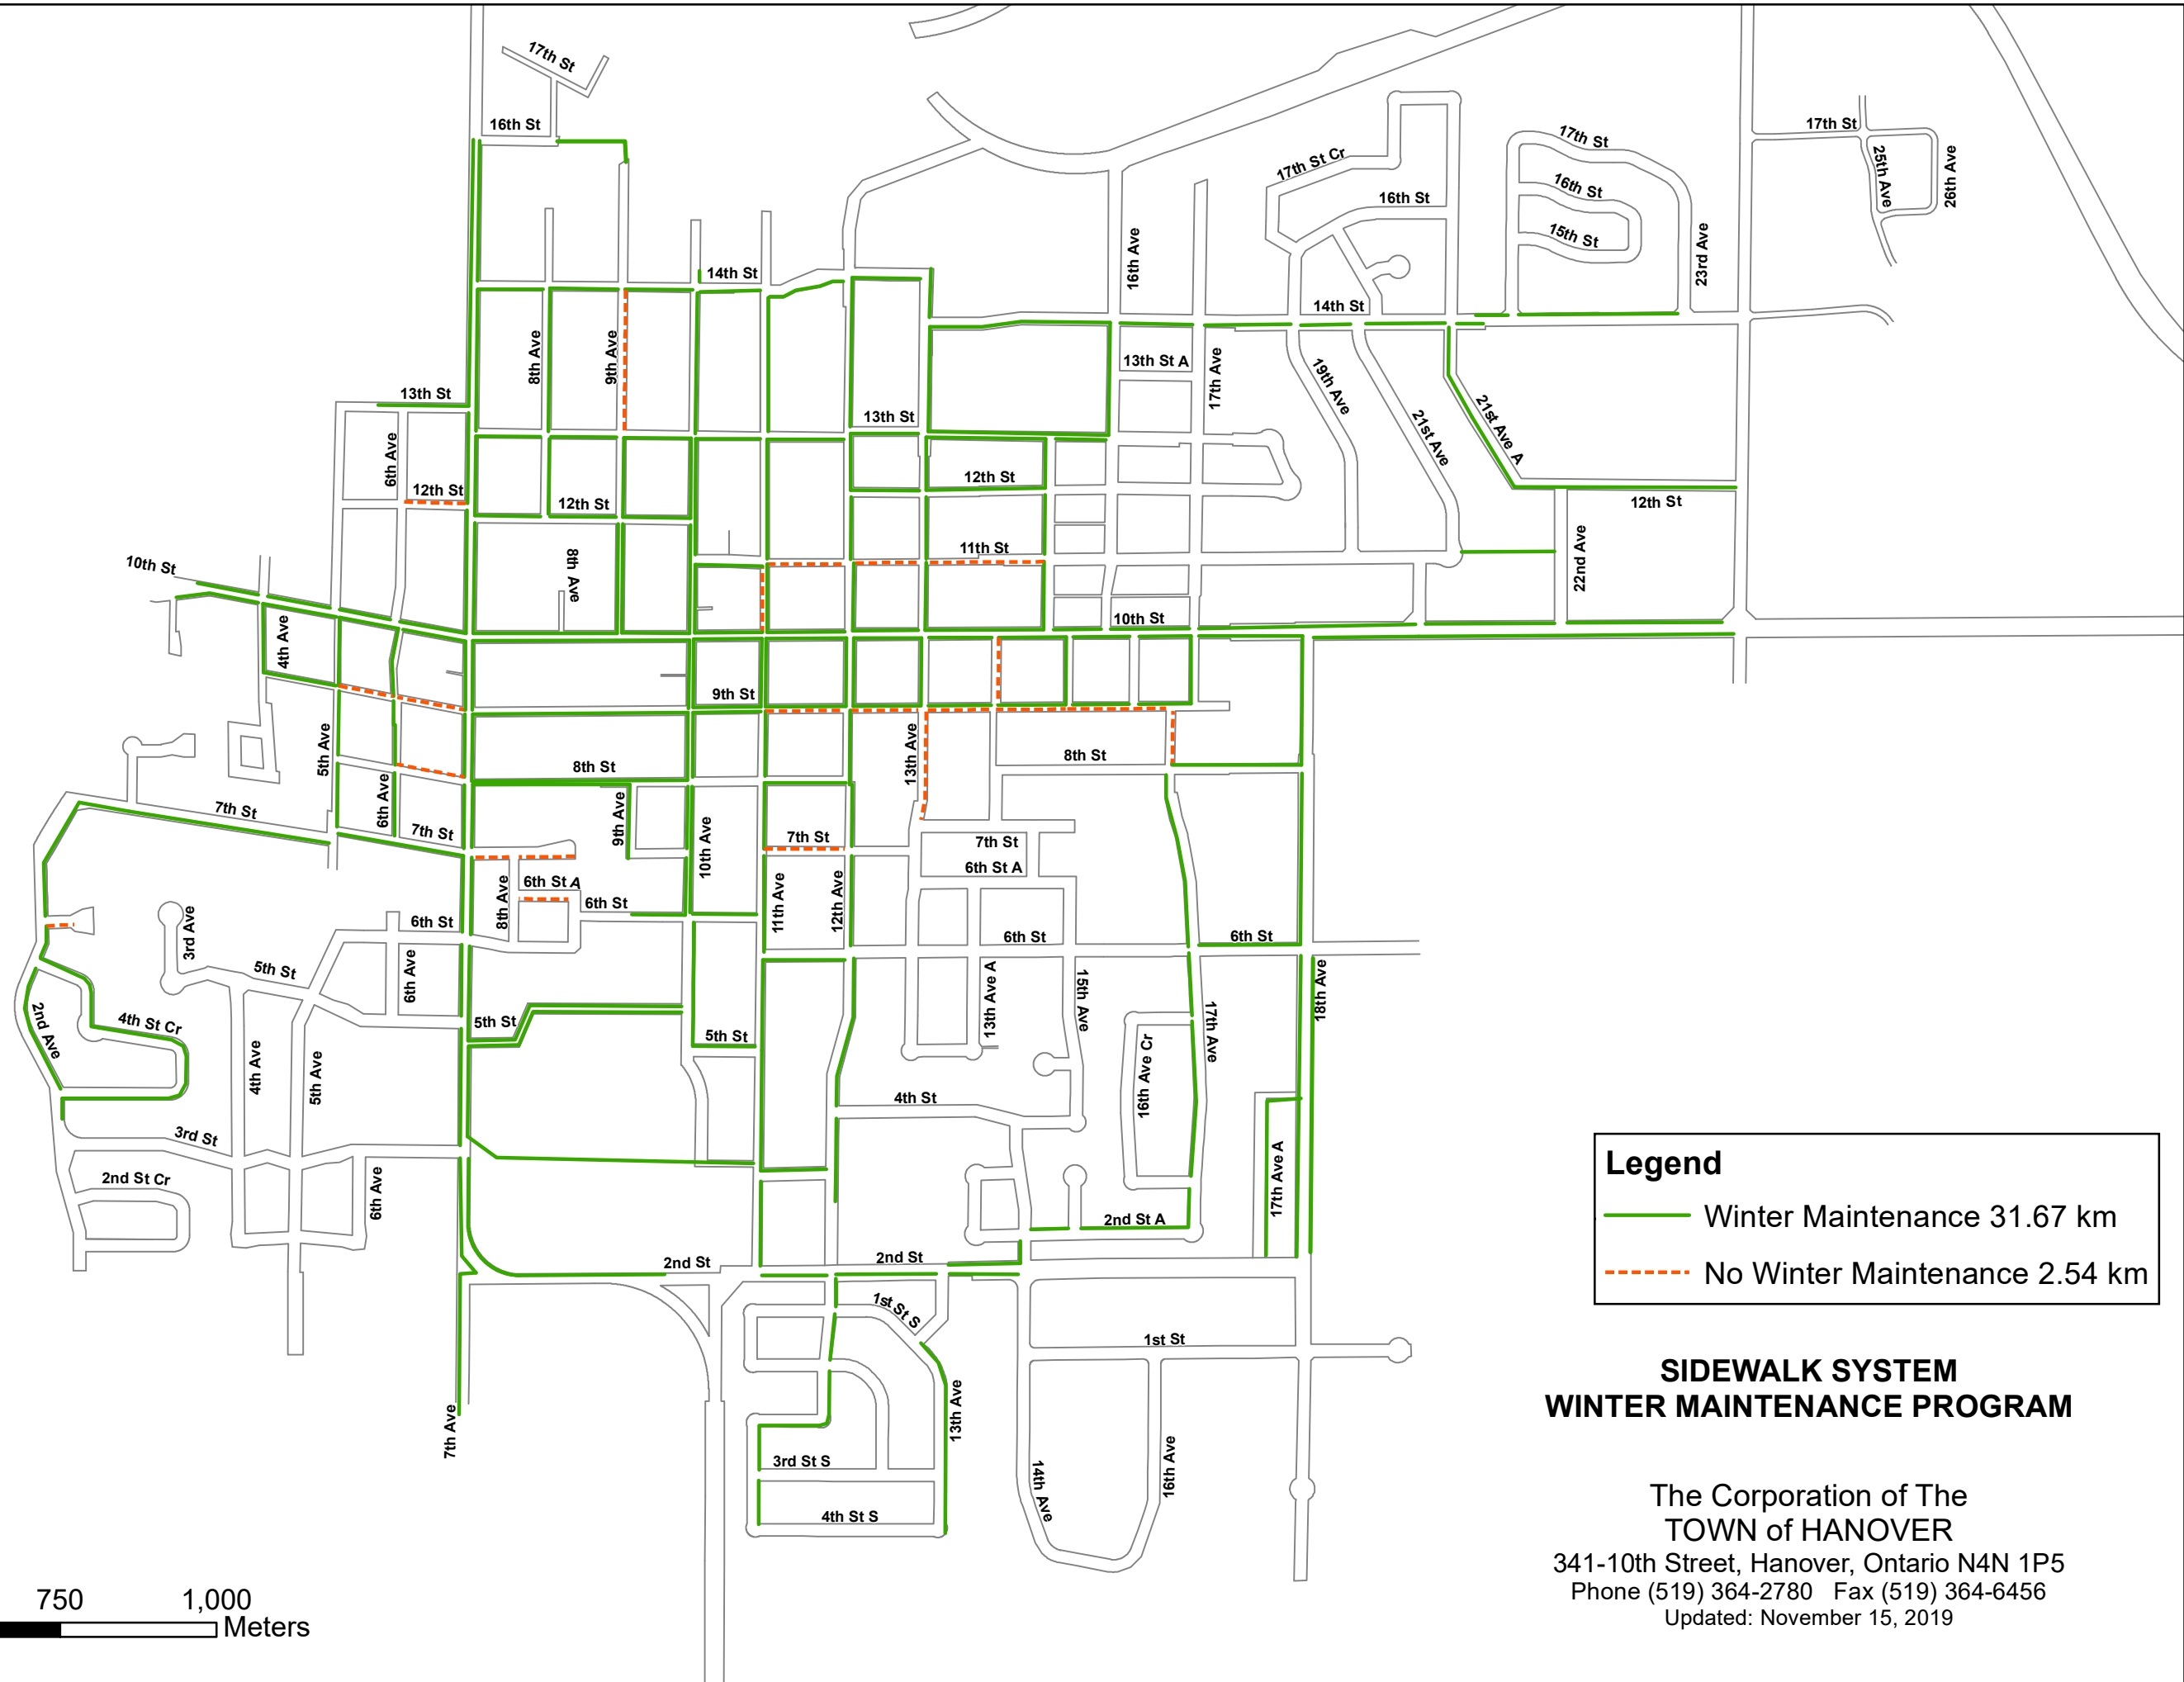 17th St
16th St
17th St
17th St
17th St Cr
16th St
16th St
15th St
25th Ave
26th Ave
16th Ave
23rd Ave
14th St
14th St
8th Ave
9th Ave
13th St A
17th Ave
19th Ave
21st Ave
21st Ave A
13th St
13th St
6th Ave
12th St
12th St
12th St
12th St
11th St
8th Ave
22nd Ave
10th St
10th St
4th Ave
9th St
5th Ave
13th Ave
8th St
8th St
6th Ave
7th St
7th St
9th Ave
10th Ave
7th St
7th St
6th St A
6th St A
8th Ave
6th St
11th Ave
12th Ave
3rd Ave
6th St
6th St
6th St
5th St
6th Ave
13th Ave A
15th Ave
17th Ave
18th Ave
2nd Ave
4th St Cr
5th St
5th St
4th Ave
5th Ave
16th Ave Cr
4th St
3rd St
2nd St Cr
6th Ave
17th Ave A
2nd St A
2nd St
2nd St
1st St S
1st St
7th Ave
13th Ave
3rd St S
14th Ave
16th Ave
4th St S
Legend
Winter Maintenance 31.67 km
No Winter Maintenance 2.54 km
SIDEWALK SYSTEM
WINTER MAINTENANCE PROGRAM
The Corporation of The
TOWN of HANOVER
341-10th Street, Hanover, Ontario N4N 1P5
Phone (519) 364-2780 Fax (519) 364-6456
Updated: November 15, 2019
750 1,000
Meters